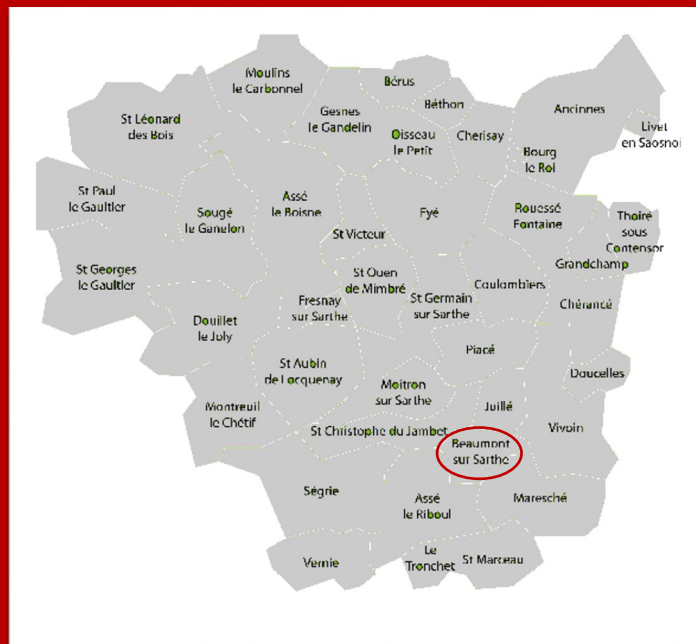 Moulins
le Carbonnel
Bérus
Béthon
St Léonard
des Bois
Gesnes
le Gandelin
Oisseau
le Petit
Cherisay
Ancinnes
Livet
en Saosnoi
Bourg
le Roi
St Paul
le Gaultier
Sougé
le Ganelon
Assé
le Boisne
Fyé
Rouessé
Fontaine
Thoiré
sous
Contensor
St Victeur
Grandchamp
St Georges
le Gaultier
St Ouen
de Mimbré
Coulombiers
Fresnay
sur Sarthe
St Germain
sur Sarthe
Chérancé
Douillet
le Joly
Piacé
St Aubin
de Locquenay
Doucelles
Moitron
sur Sarthe
Montreuil
le Chétif
Juillé
Vivoin
St Christophe du Jambet
Beaumont
sur Sarthe
Ségrie
Assé
le Riboul
Maresché
Vernie
Le
Tronchet
St Marceau